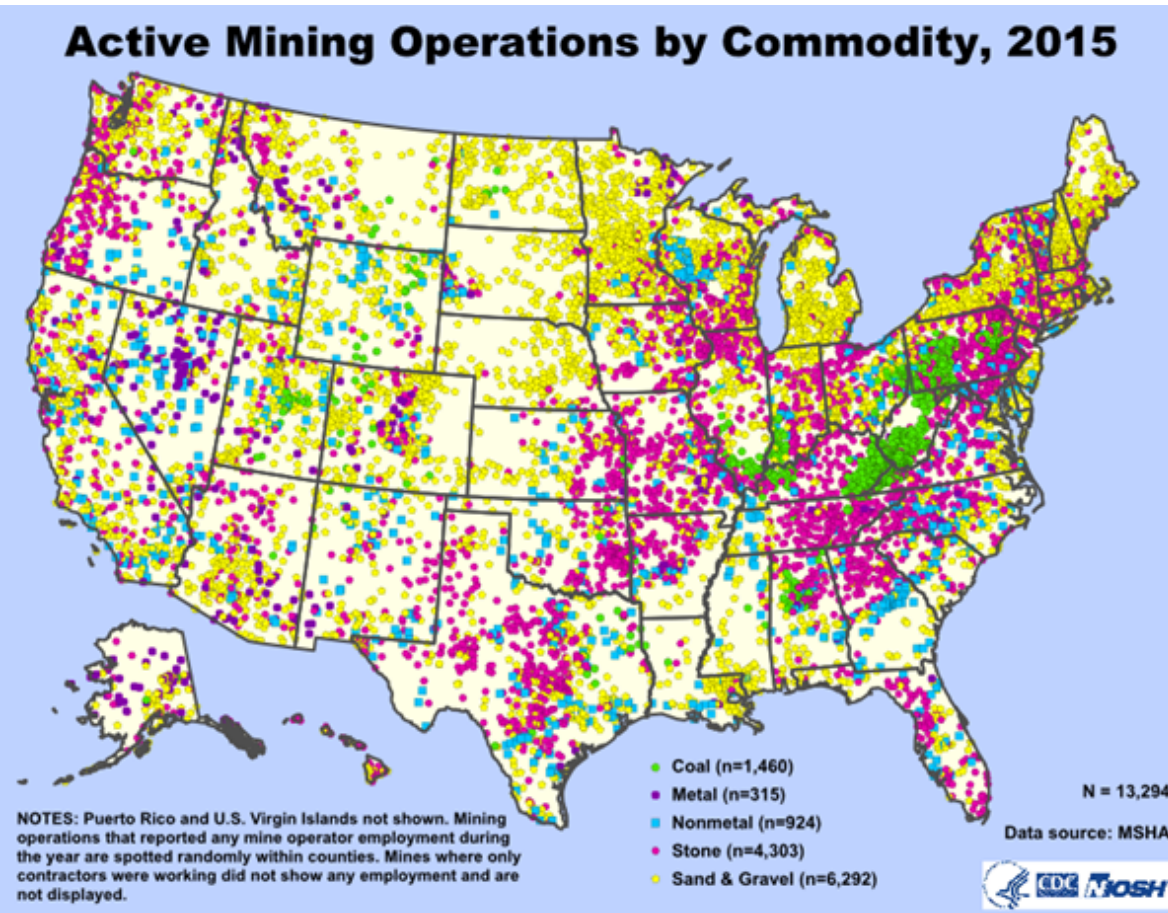 Active Mining Operations by Commodity, 2015
Coal (n=1,460)
Metal (n=315)
Nonmetal (n=924)
Stone (n=4,303)
Sand & Gravel (n=6,292)
N = 13,294
Data source: MSHA
NOTES: Puerto Rico and U.S. Virgin Islands not shown. Mining
operations that reported any mine operator employment during
the year are spotted randomly within counties. Mines where only
contractors were working did not show any employment and are
not displayed.
CDC NIOSH